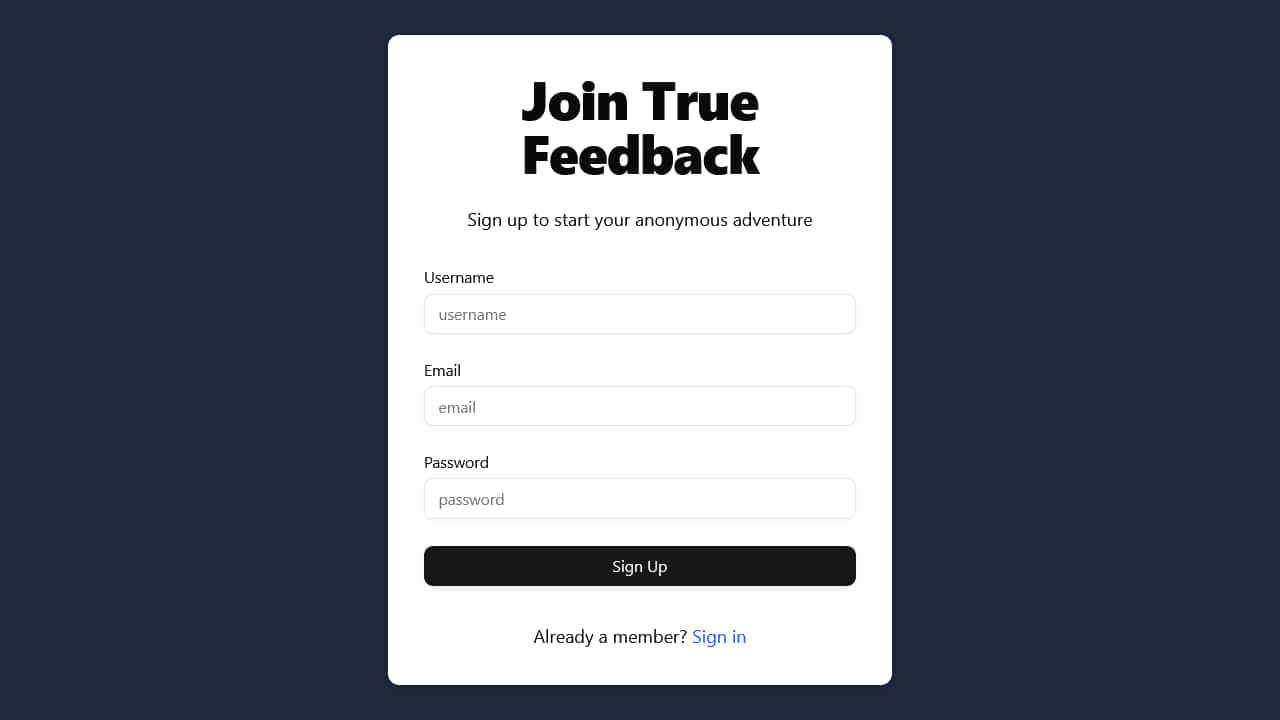 Join True
Feedback
Sign up to start your anonymous adventure
Username
username
Email
email
Password
password
Sign Up
Already a member? Sign in